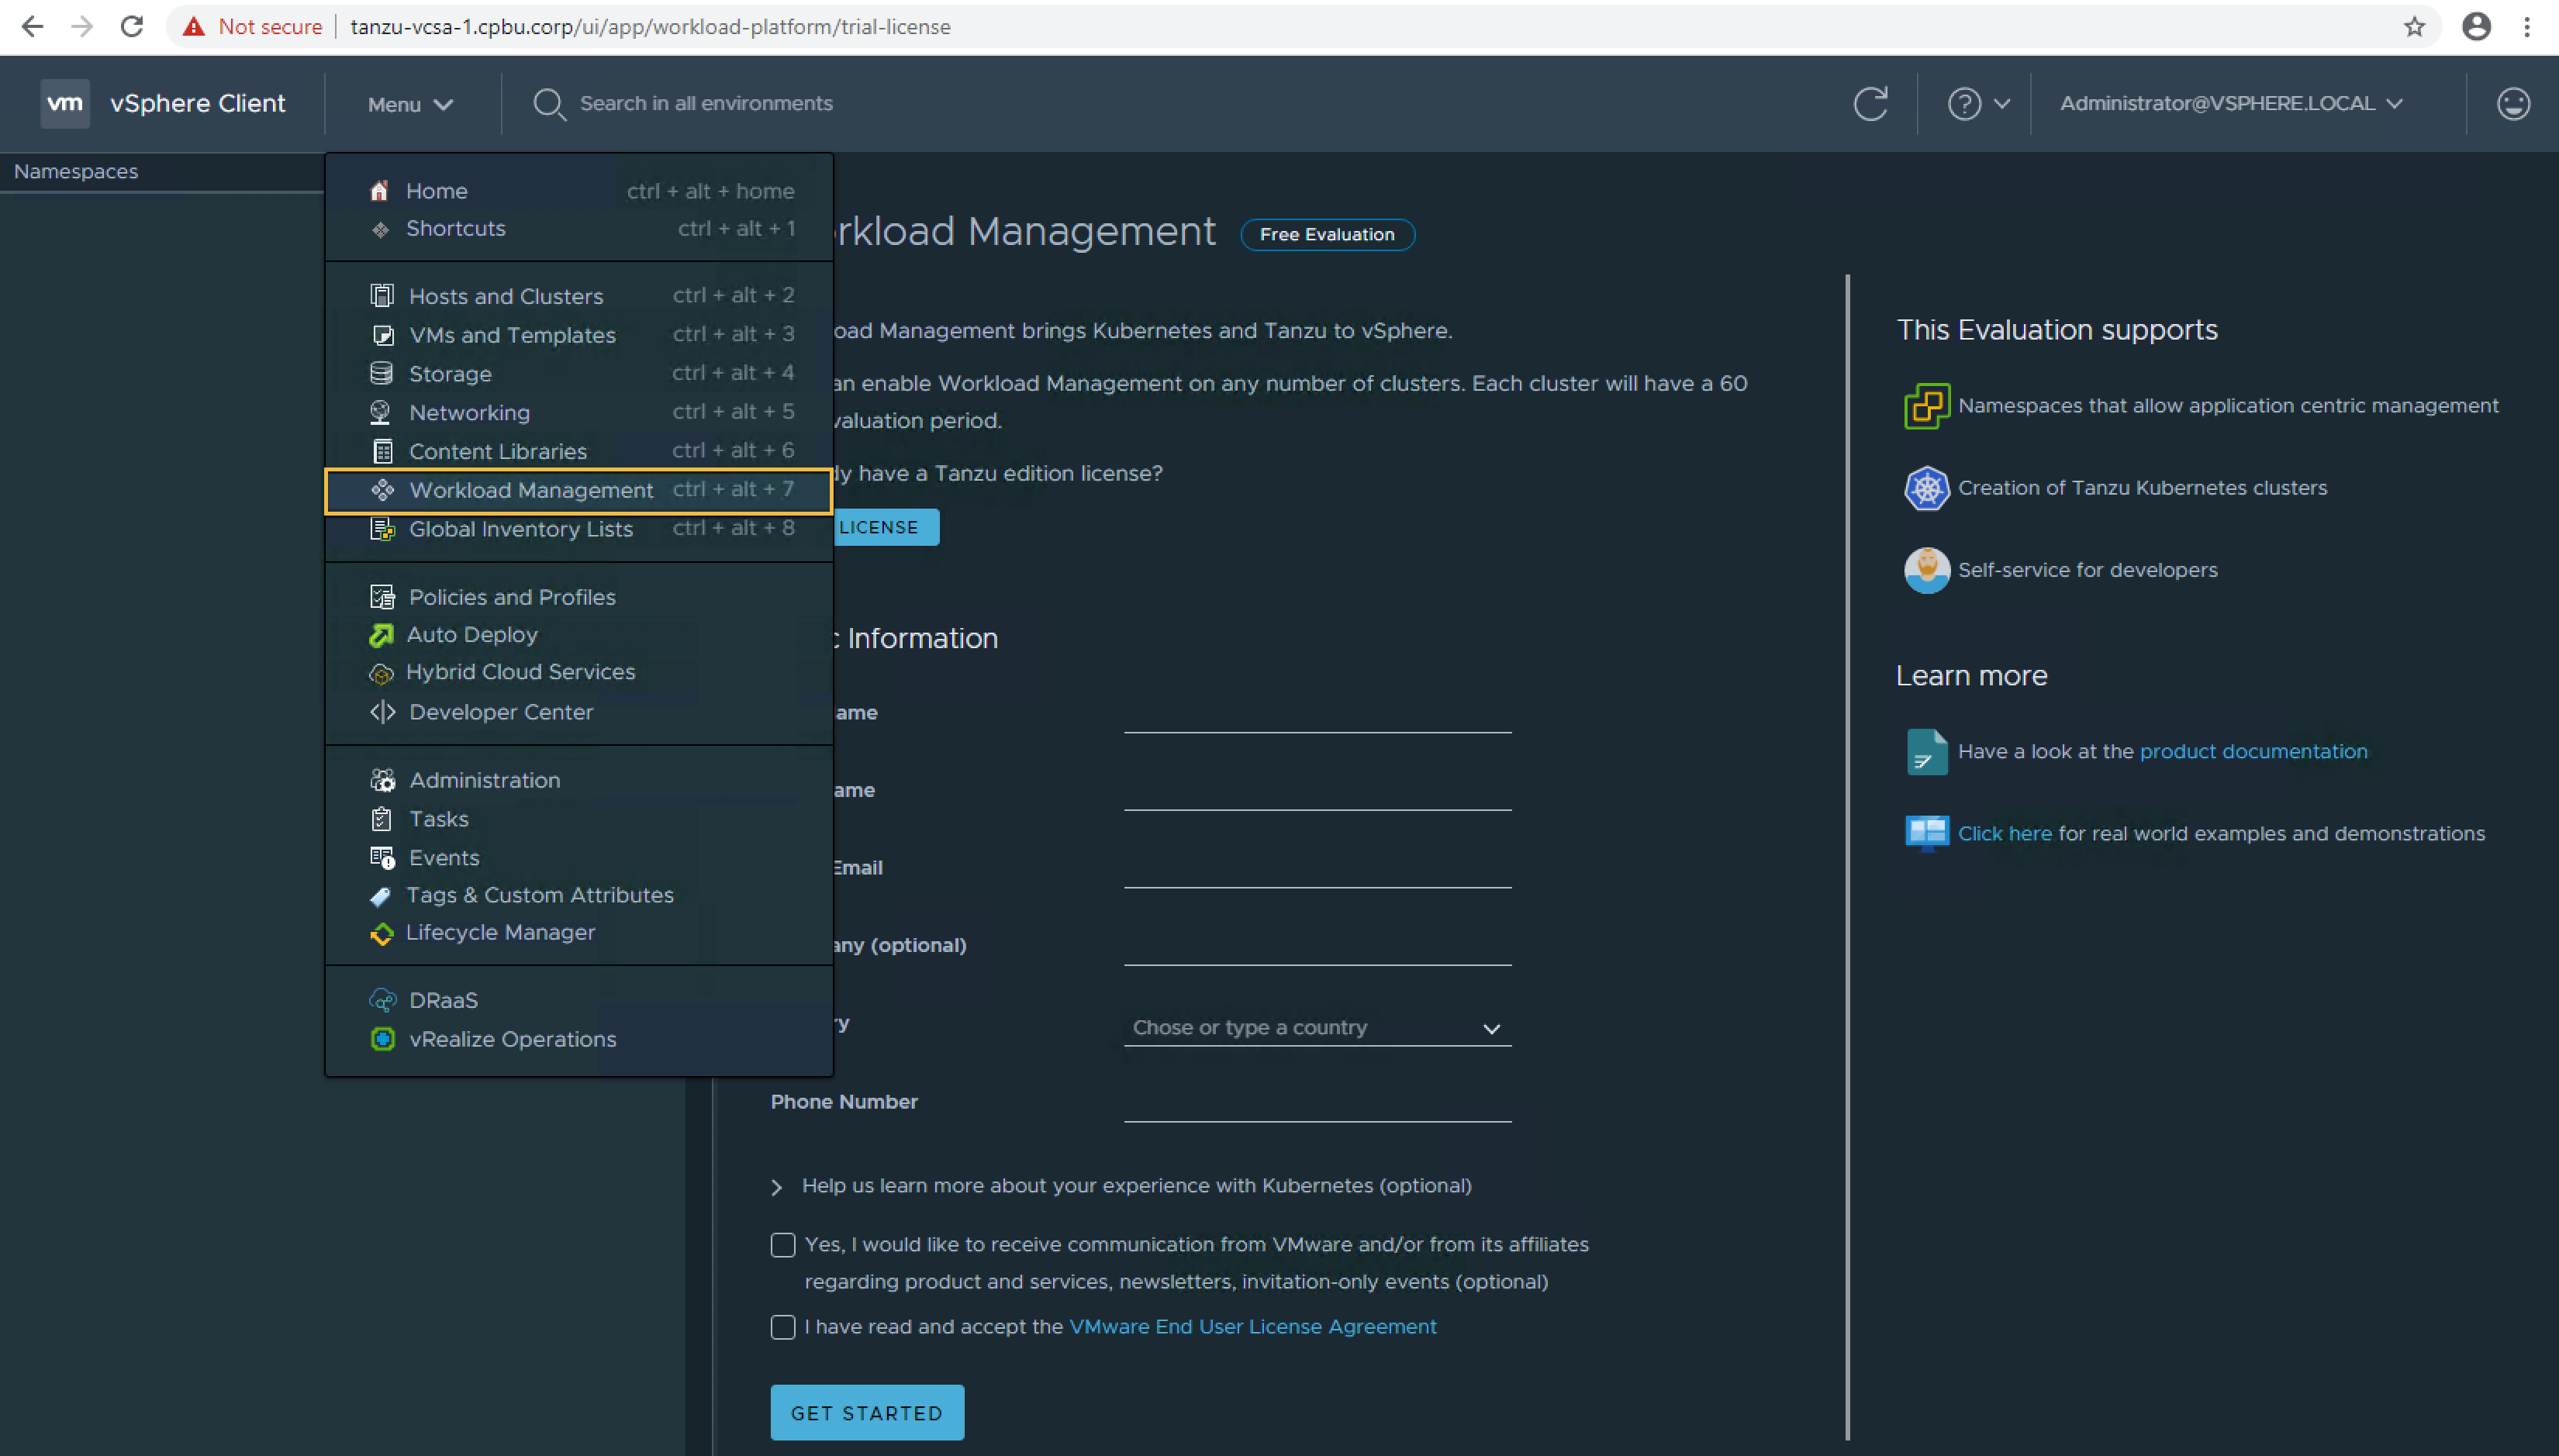 Not secure | tanzu-vcsa-1.cpbu.corp/ui/app/workload-platform/trial-license
vm vSphere Client Menu Search in all environments Administrator@VSPHERE.LOCAL
Namespaces
Home ctrl + alt + home
Shortcuts ctrl + alt + 1
Hosts and Clusters ctrl + alt + 2
VMs and Templates ctrl + alt + 3
Storage ctrl + alt + 4
Networking ctrl + alt + 5
Content Libraries ctrl + alt + 6
Workload Management ctrl + alt + 7
Global Inventory Lists ctrl + alt + 8
Policies and Profiles
Auto Deploy
Hybrid Cloud Services
Developer Center
Administration
Tasks
Events
Tags & Custom Attributes
Lifecycle Manager
DRaaS
vRealize Operations
rkload Management Free Evaluation
oad Management brings Kubernetes and Tanzu to vSphere.
an enable Workload Management on any number of clusters. Each cluster will have a 60
valuation period.
dy have a Tanzu edition license?
LICENSE
c Information
ame
ame
Email
any (optional)
ry Chose or type a country
Phone Number
Help us learn more about your experience with Kubernetes (optional)
Yes, I would like to receive communication from VMware and/or from its affiliates
regarding product and services, newsletters, invitation-only events (optional)
I have read and accept the VMware End User License Agreement
GET STARTED
This Evaluation supports
Namespaces that allow application centric management
Creation of Tanzu Kubernetes clusters
Self-service for developers
Learn more
Have a look at the product documentation
Click here for real world examples and demonstrations